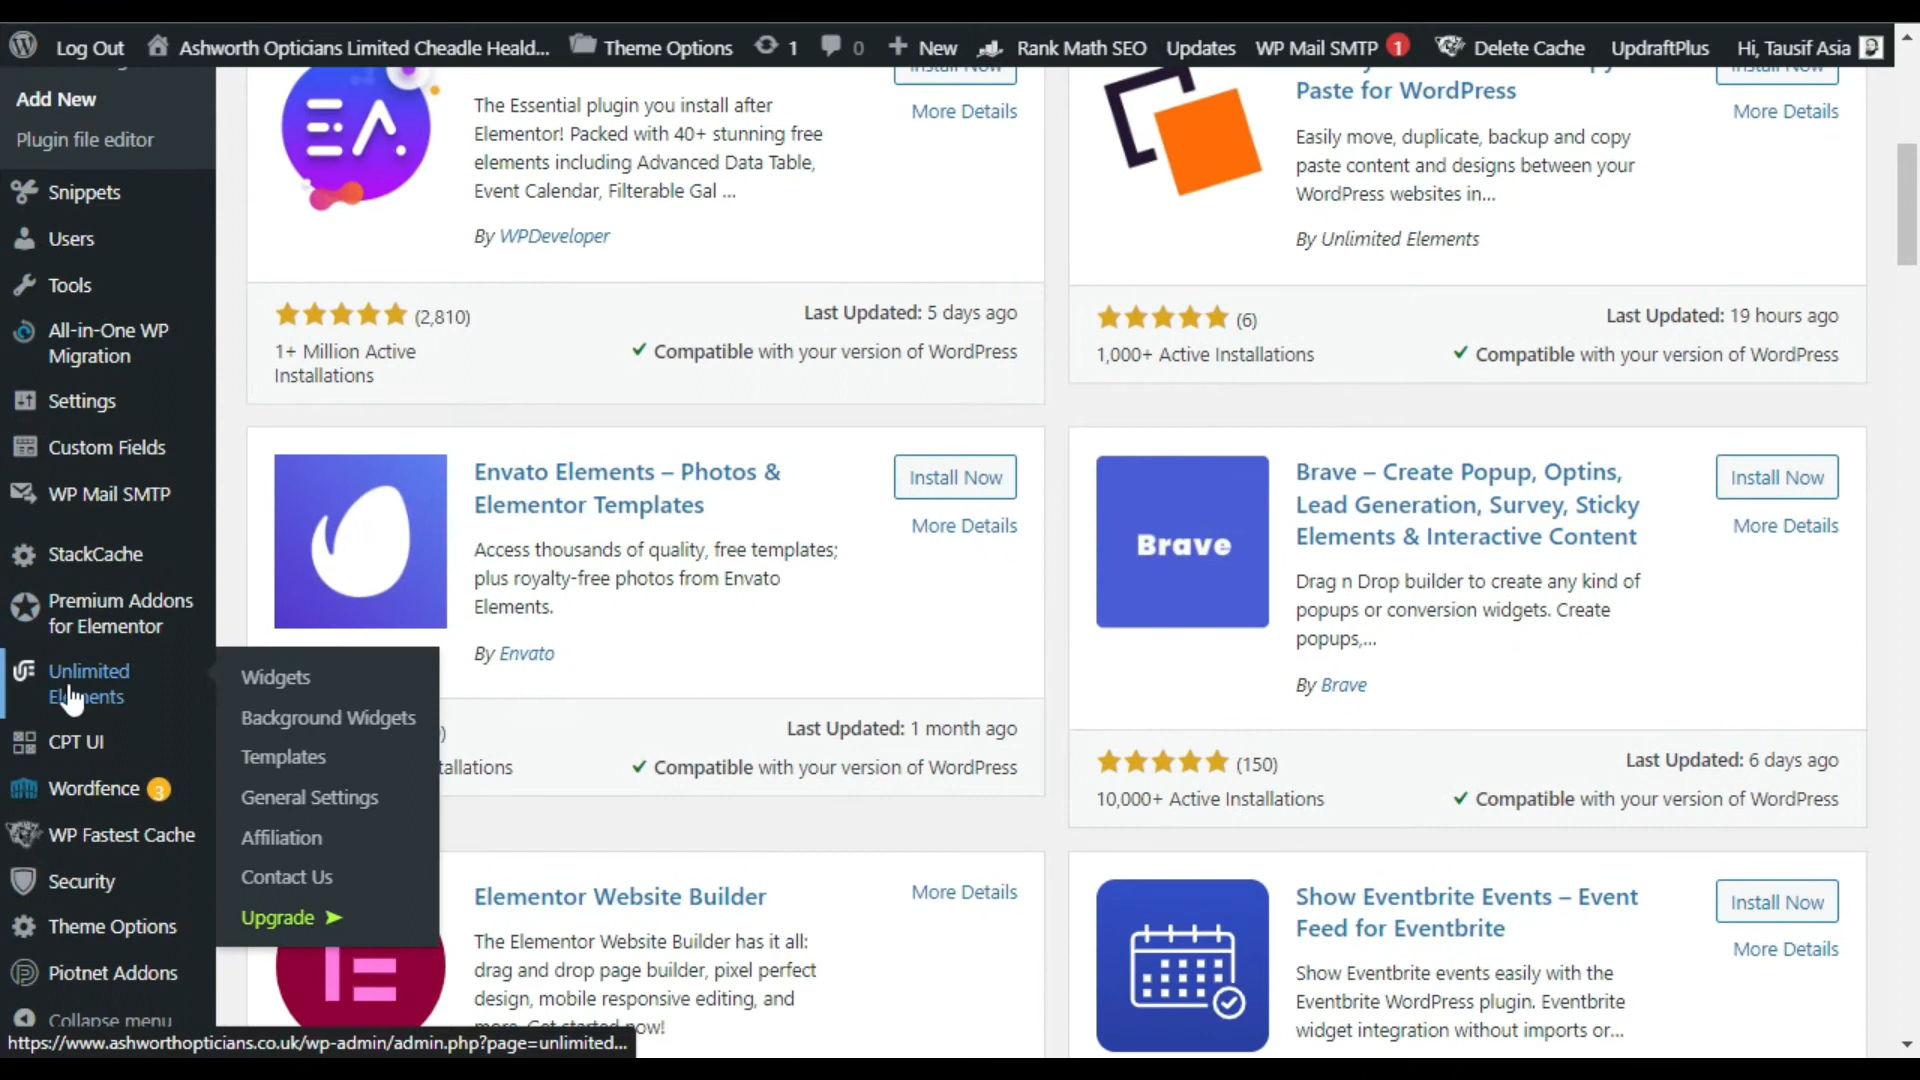 Log Out
Ashworth Opticians Limited Cheadle Heald...
Theme Options
1
0
New
Rank Math SEO
Updates
WP Mail SMTP 1
Delete Cache
UpdraftPlus
Hi, Tausif Asia
Add New
Plugin file editor
Snippets
Users
Tools
All-in-One WP
Migration
Settings
Custom Fields
WP Mail SMTP
StackCache
Premium Addons
for Elementor
Unlimited
Elements
CPT UI
Wordfence 3
WP Fastest Cache
Security
Theme Options
Piotnet Addons
Collapse menu
Widgets
Background Widgets
Templates
General Settings
Affiliation
Contact Us
Upgrade ➤
Install Now
More Details
The Essential plugin you install after
Elementor! Packed with 40+ stunning free
elements including Advanced Data Table,
Event Calendar, Filterable Gal ...
By WPDeveloper
(2,810)
Last Updated: 5 days ago
1+ Million Active
Installations
Compatible with your version of WordPress
Install Now
More Details
Paste for WordPress
Easily move, duplicate, backup and copy
paste content and designs between your
WordPress websites in...
By Unlimited Elements
(6)
Last Updated: 19 hours ago
1,000+ Active Installations
Compatible with your version of WordPress
Envato Elements – Photos &
Elementor Templates
Install Now
More Details
Access thousands of quality, free templates;
plus royalty-free photos from Envato
Elements.
By Envato
)
Last Updated: 1 month ago
tallations
Compatible with your version of WordPress
Brave
Brave – Create Popup, Optins,
Lead Generation, Survey, Sticky
Elements & Interactive Content
Install Now
More Details
Drag n Drop builder to create any kind of
popups or conversion widgets. Create
popups,...
By Brave
(150)
Last Updated: 6 days ago
10,000+ Active Installations
Compatible with your version of WordPress
Elementor Website Builder
More Details
The Elementor Website Builder has it all:
drag and drop page builder, pixel perfect
design, mobile responsive editing, and
more. Get started now!
Show Eventbrite Events – Event
Feed for Eventbrite
Install Now
More Details
Show Eventbrite events easily with the
Eventbrite WordPress plugin. Eventbrite
widget integration without imports or...
https://www.ashworthopticians.co.uk/wp-admin/admin.php?page=unlimited...